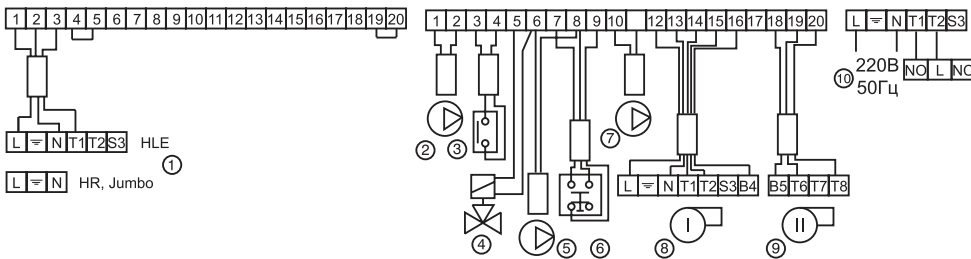 1 2 3 4 5 6 7 8 9 10 11 12 13 14 15 16 17 18 19 20
1 2 3 4 5 6 7 8 9 10 12 13 14 15 16 17 18 19 20
L N T1 T2 S3
10 220В
50Гц
NO L NO
L N T1 T2 S3 HLE
1
L N HR, Jumbo
2 3 7
L N T1 T2 S3 B4
B5 T6 T7 T8
I II
4 5 6 8 9